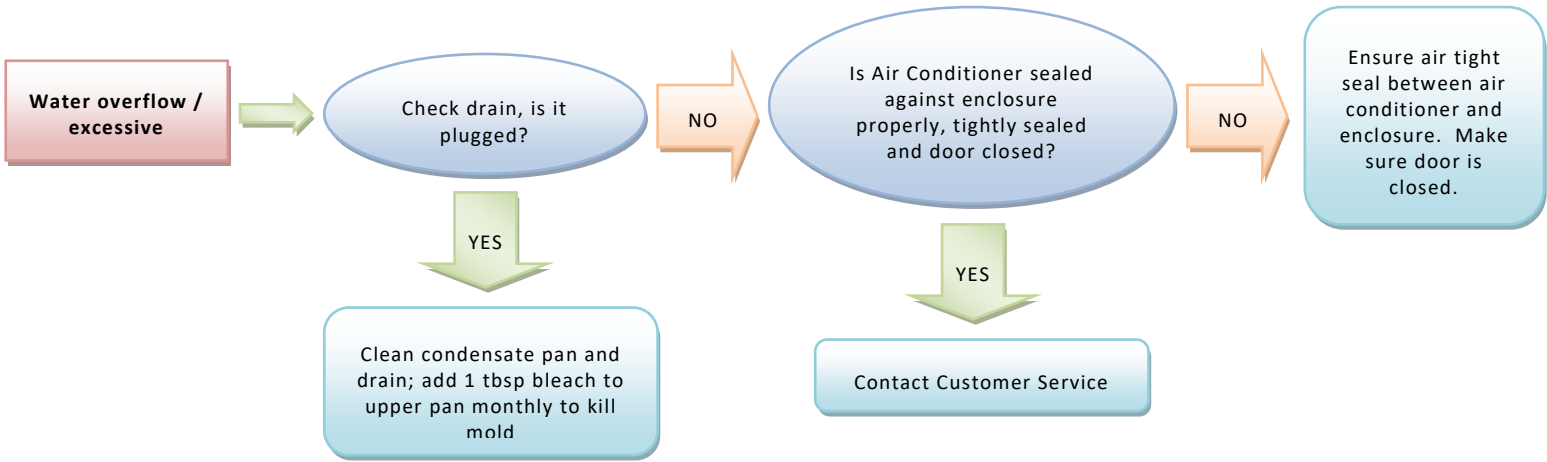 Water overflow /
excessive
Check drain, is it
plugged?
NO
Is Air Conditioner sealed
against enclosure
properly, tightly sealed
and door closed?
NO
Ensure air tight
seal between air
conditioner and
enclosure.  Make
sure door is
closed.
YES
Clean condensate pan and
drain; add 1 tbsp bleach to
upper pan monthly to kill
mold
YES
Contact Customer Service